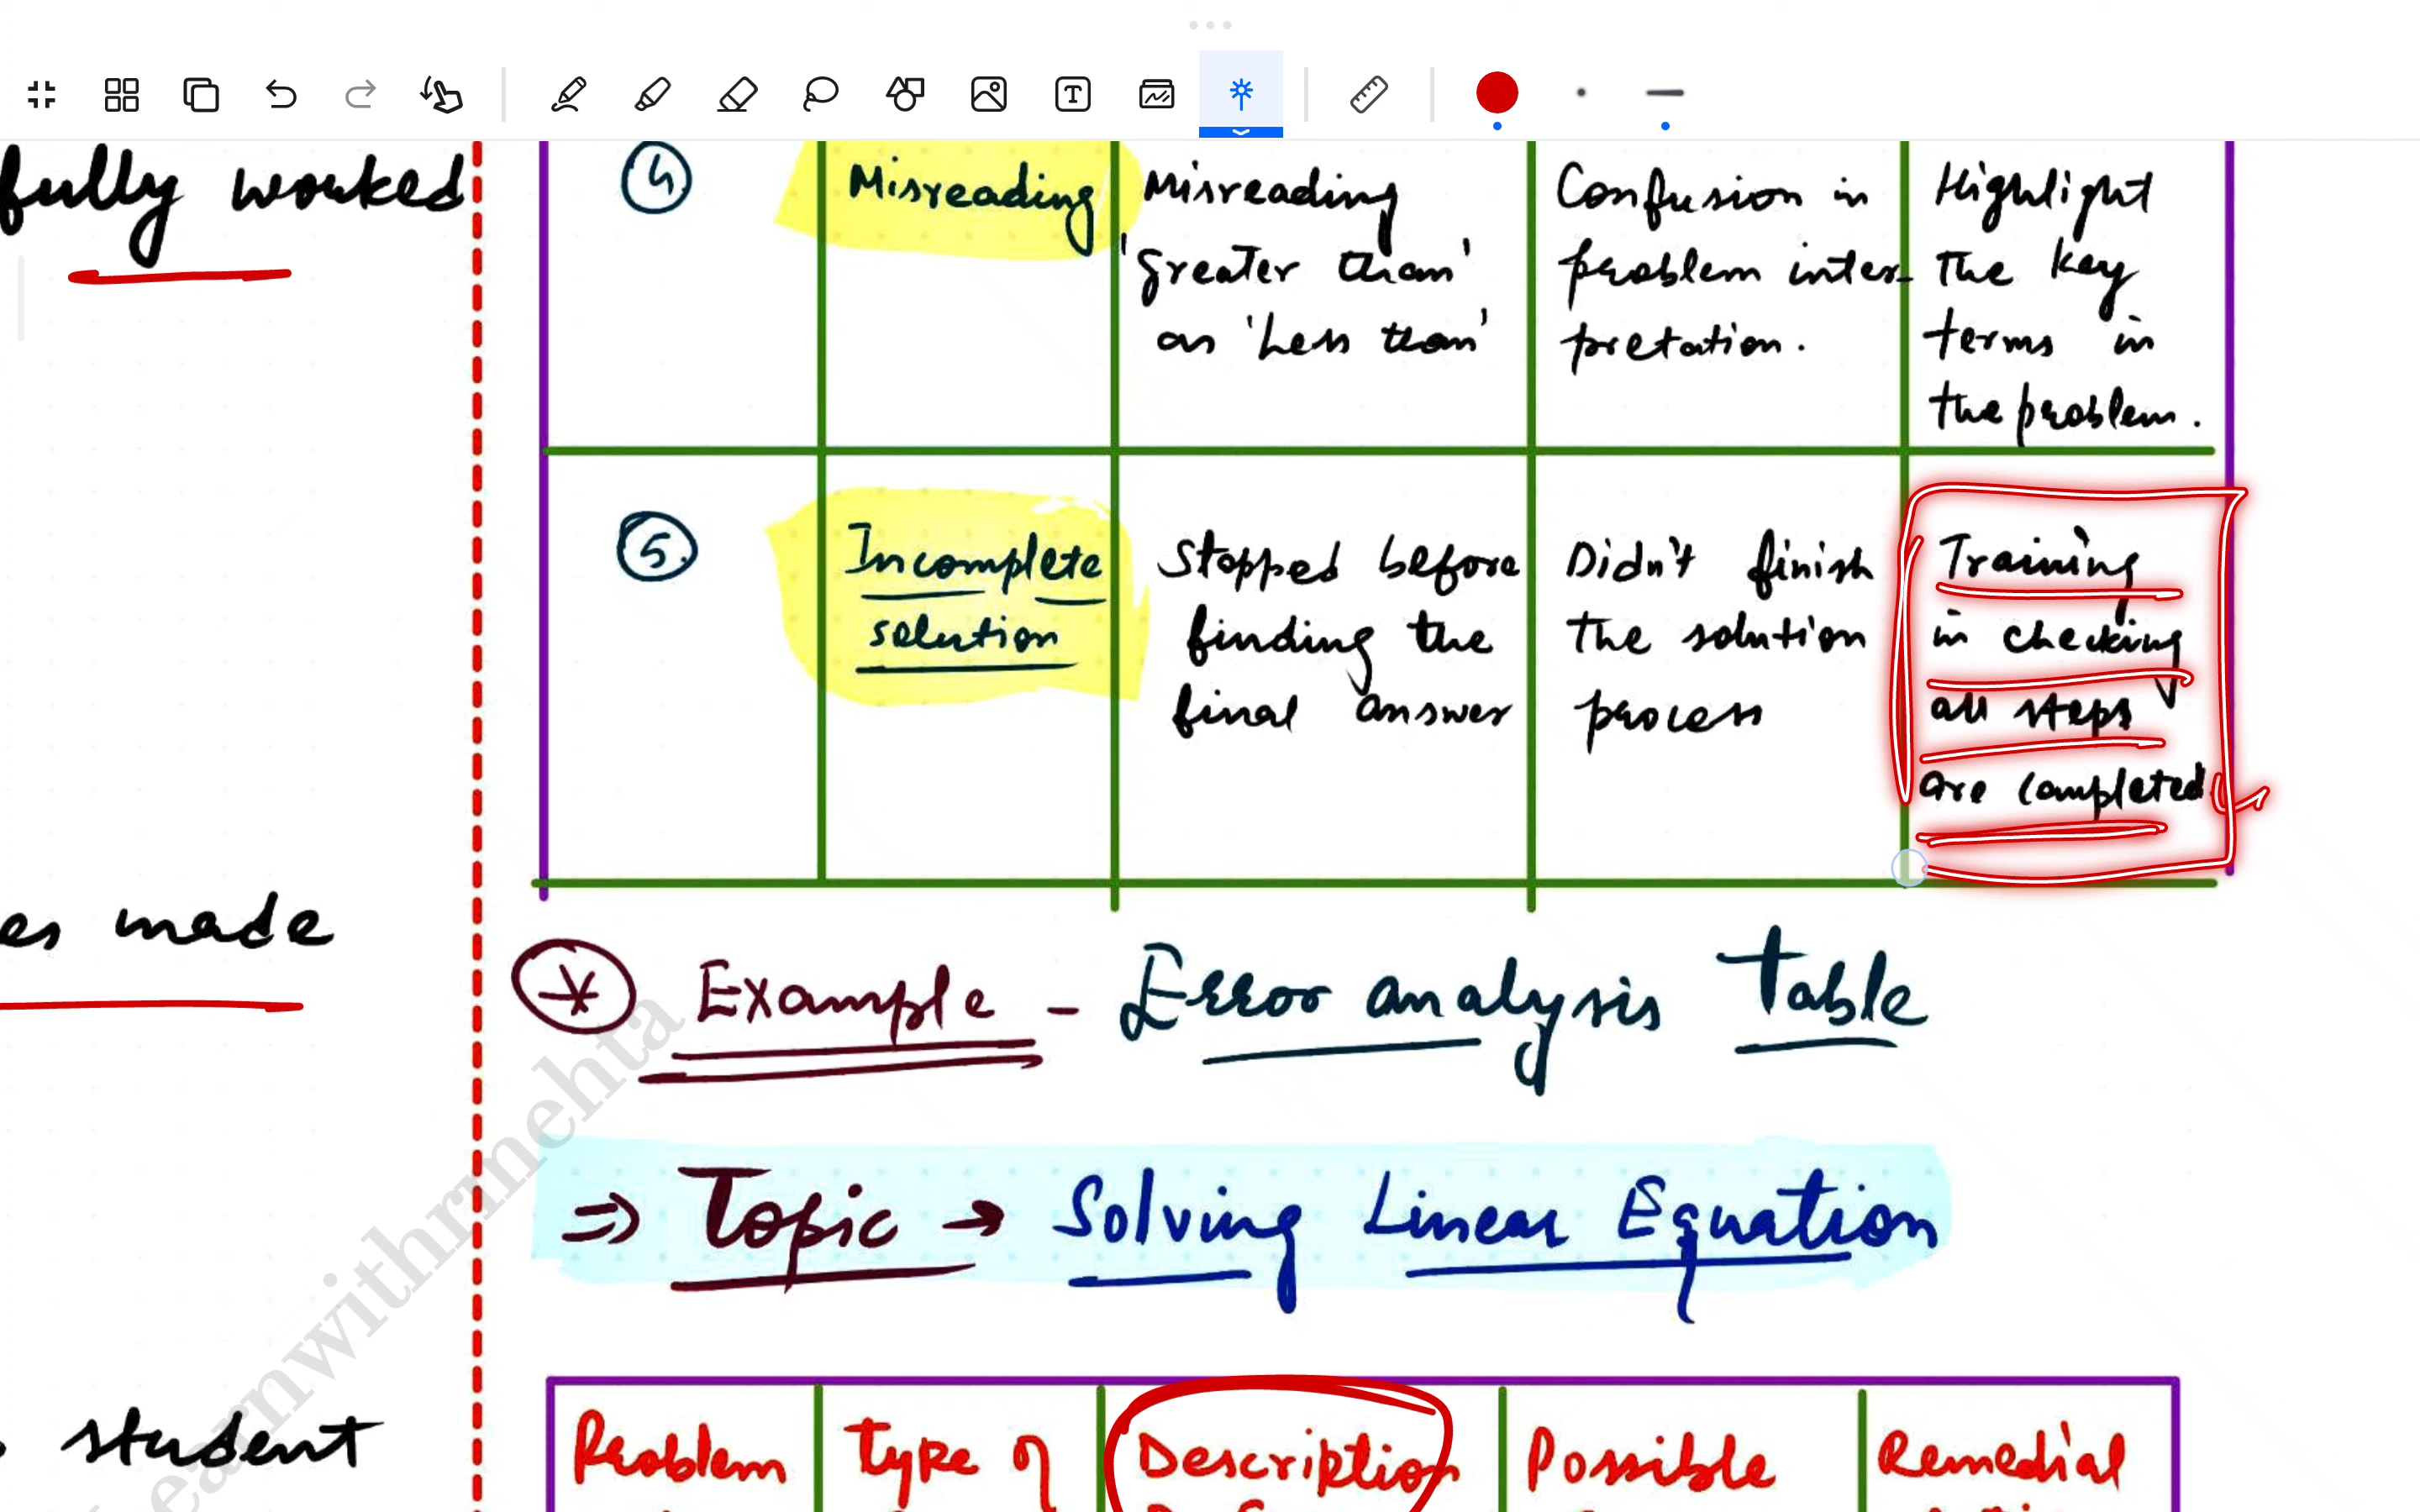 fully worked
es made
student
4
Misreading
Misreading
'greater than'
as 'Less than'
Confusion in
problem inter-
pretation.
Highlight
the key
terms in
the problem.
5.
Incomplete
solution
Stopped before
finding the
final answer
Didn't finish
the solution
process
Training
in checking
all steps
are completed
Example - Error analysis Table
⇒ Topic → Solving Linear Equation
Problem
Type of
Description
Possible
Remedial
learnwithrmehta